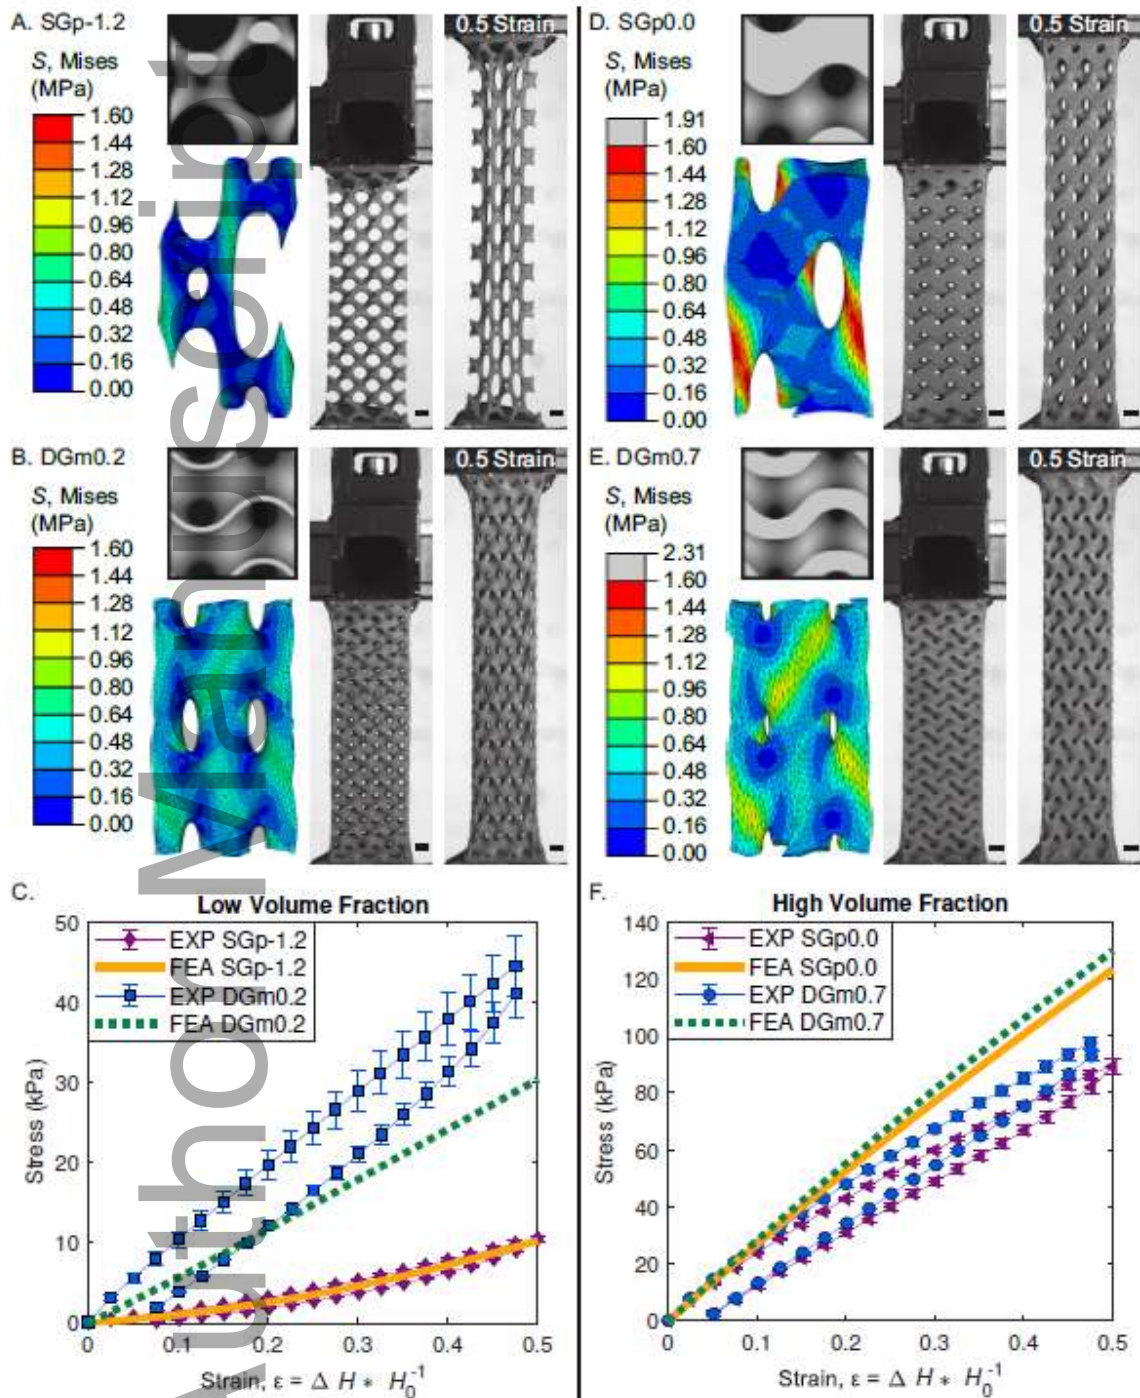 A. SGp-1.2
0.5 Strain
S, Mises
(MPa)
1.60
1.44
1.28
1.12
0.96
0.80
0.64
0.48
0.32
0.16
0.00
B. DGm0.2
0.5 Strain
S, Mises
(MPa)
1.60
1.44
1.28
1.12
0.96
0.80
0.64
0.48
0.32
0.16
0.00
C.
Low Volume Fraction
EXP SGp-1.2
FEA SGp-1.2
EXP DGm0.2
FEA DGm0.2
Stress (kPa)
50
40
30
20
10
0
0 0.1 0.2 0.3 0.4 0.5
Strain, ε = Δ H * H₀⁻¹
D. SGp0.0
0.5 Strain
S, Mises
(MPa)
1.91
1.60
1.44
1.28
1.12
0.96
0.80
0.64
0.48
0.32
0.16
0.00
E. DGm0.7
0.5 Strain
S, Mises
(MPa)
2.31
1.60
1.44
1.28
1.12
0.96
0.80
0.64
0.48
0.32
0.16
0.00
F.
High Volume Fraction
EXP SGp0.0
FEA SGp0.0
EXP DGm0.7
FEA DGm0.7
Stress (kPa)
140
120
100
80
60
40
20
0
0 0.1 0.2 0.3 0.4 0.5
Strain, ε = Δ H * H₀⁻¹
Author Manuscript